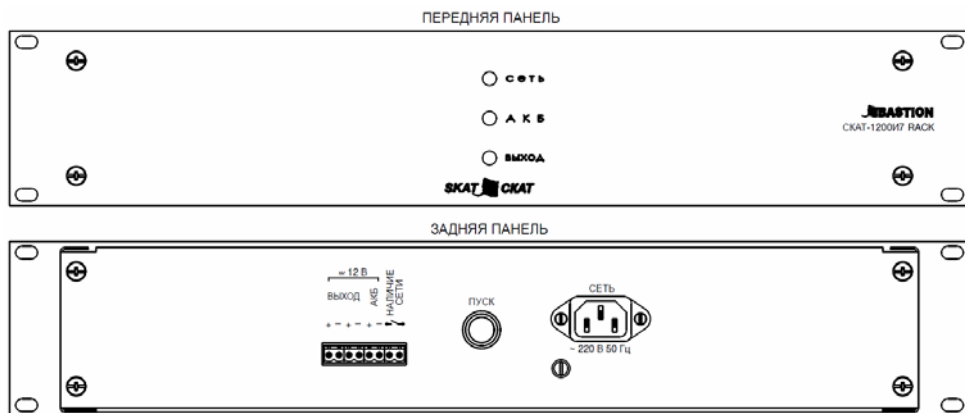 ПЕРЕДНЯЯ ПАНЕЛЬ
сеть
АКБ
BASTION
СКАТ-1200И7 RACK
ВЫХОД
SKAT СКАТ
ЗАДНЯЯ ПАНЕЛЬ
12 В
ВЫХОД
АКБ
НАЛИЧИЕ
СЕТИ
+ - + - + -
ПУСК
СЕТЬ
~ 220 В 50 Гц